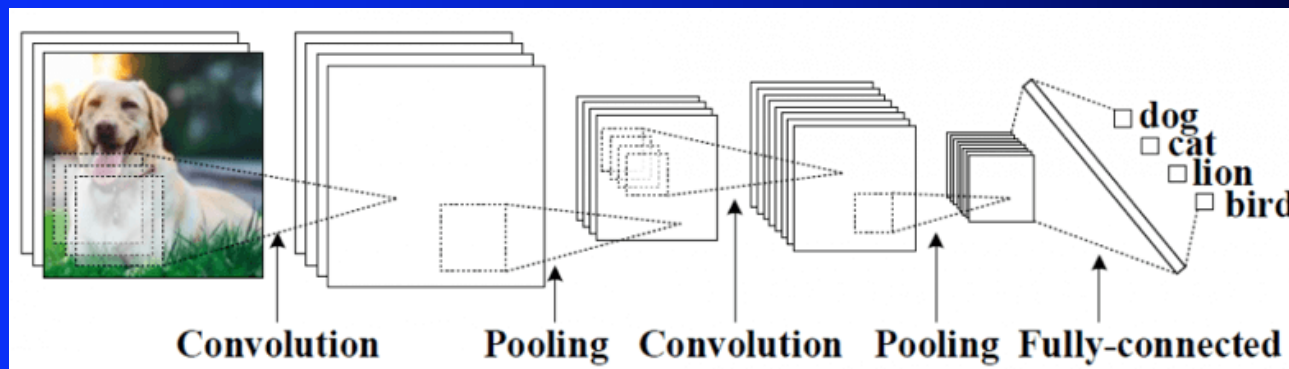 dog
cat
lion
bird
Convolution Pooling Convolution Pooling Fully-connected